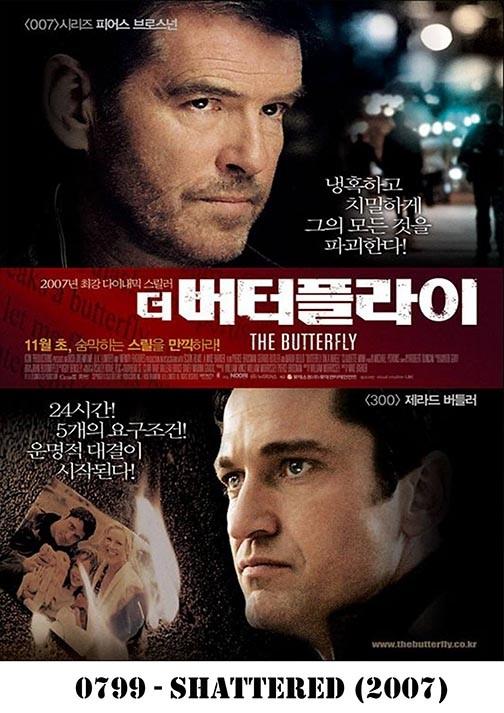 <007>시리즈 피어스 브로스넌
냉혹하고
치밀하게
그의 모든 것을
파괴한다!
2007년 최강 다이내믹 스릴러
더 버터플라이
THE BUTTERFLY
11월 초, 숨막히는 스릴을 만끽하라!
<300> 제라드 버틀러
24시간!
5개의 요구조건!
운명적 대결이
시작된다!
www.thebutterfly.co.kr
0799 - SHATTERED (2007)